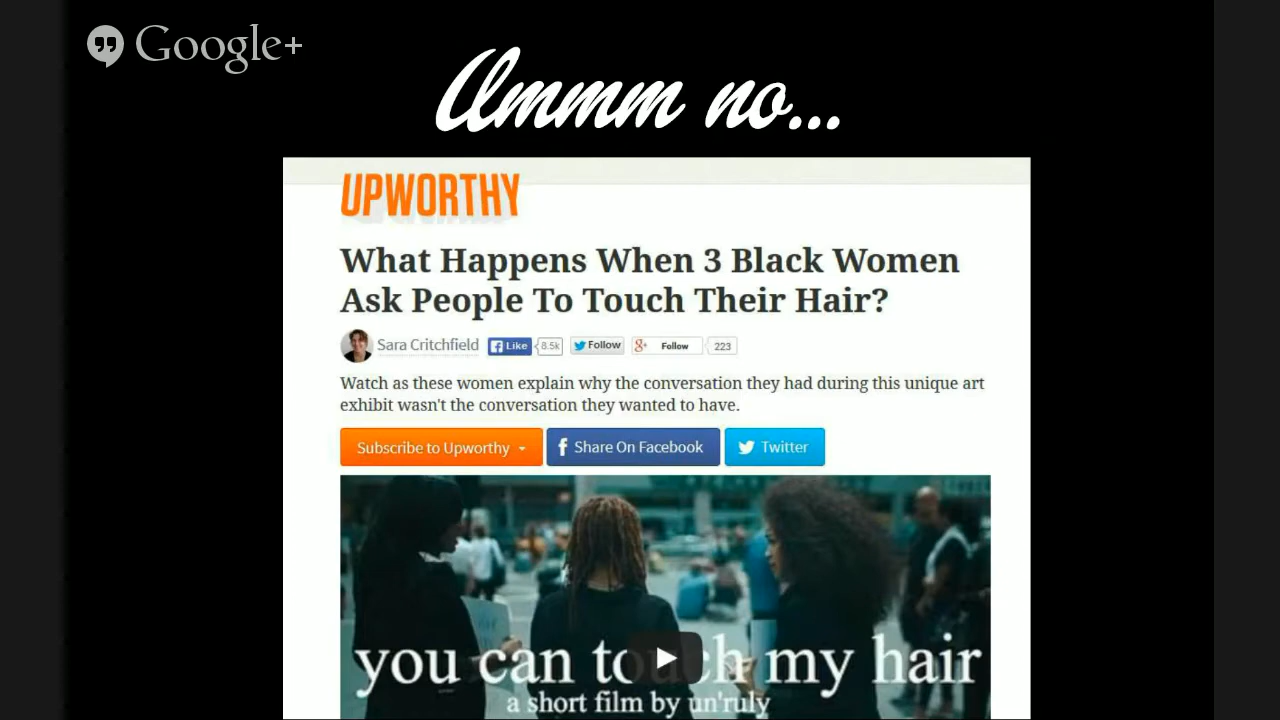 Google+
Ummm no...
UPWORTHY
What Happens When 3 Black Women
Ask People To Touch Their Hair?
Sara Critchfield Like 8.5k Follow Follow 223
Watch as these women explain why the conversation they had during this unique art
exhibit wasn't the conversation they wanted to have.
Subscribe to Upworthy Share On Facebook Twitter
you can touch my hair
a short film by un'ruly